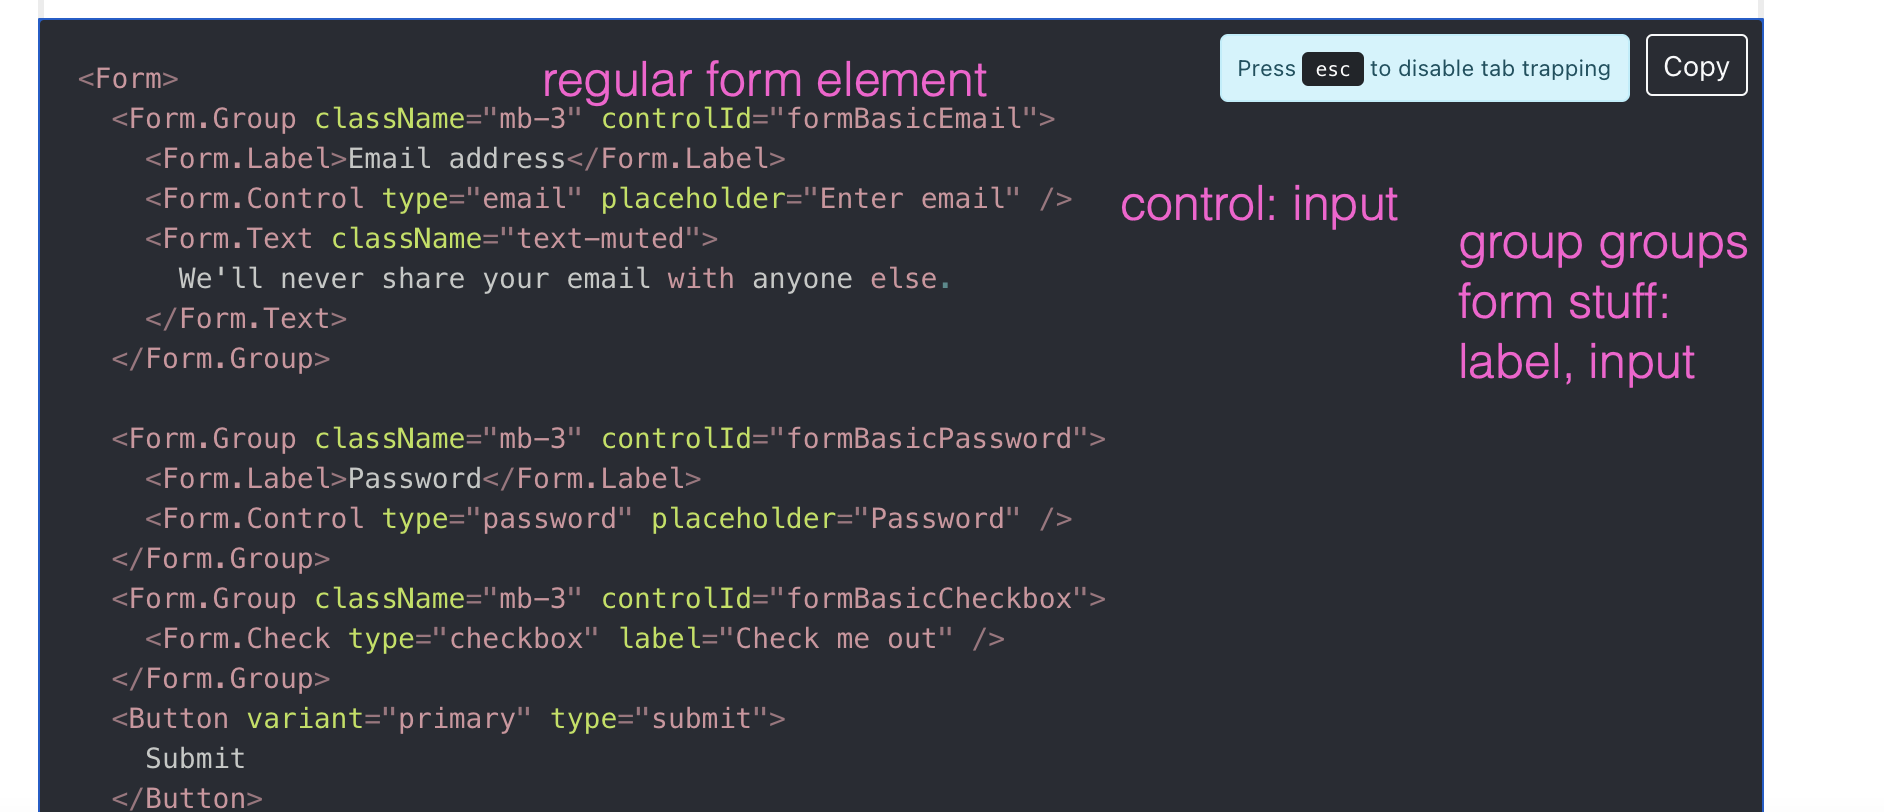 <Form>
regular form element
Press esc to disable tab trapping
Copy
  <Form.Group className="mb-3" controlId="formBasicEmail">
    <Form.Label>Email address</Form.Label>
    <Form.Control type="email" placeholder="Enter email" />
control: input
    <Form.Text className="text-muted">
group groups
      We'll never share your email with anyone else.
form stuff:
    </Form.Text>
label, input
  </Form.Group>
  <Form.Group className="mb-3" controlId="formBasicPassword">
    <Form.Label>Password</Form.Label>
    <Form.Control type="password" placeholder="Password" />
  </Form.Group>
  <Form.Group className="mb-3" controlId="formBasicCheckbox">
    <Form.Check type="checkbox" label="Check me out" />
  </Form.Group>
  <Button variant="primary" type="submit">
    Submit
  </Button>